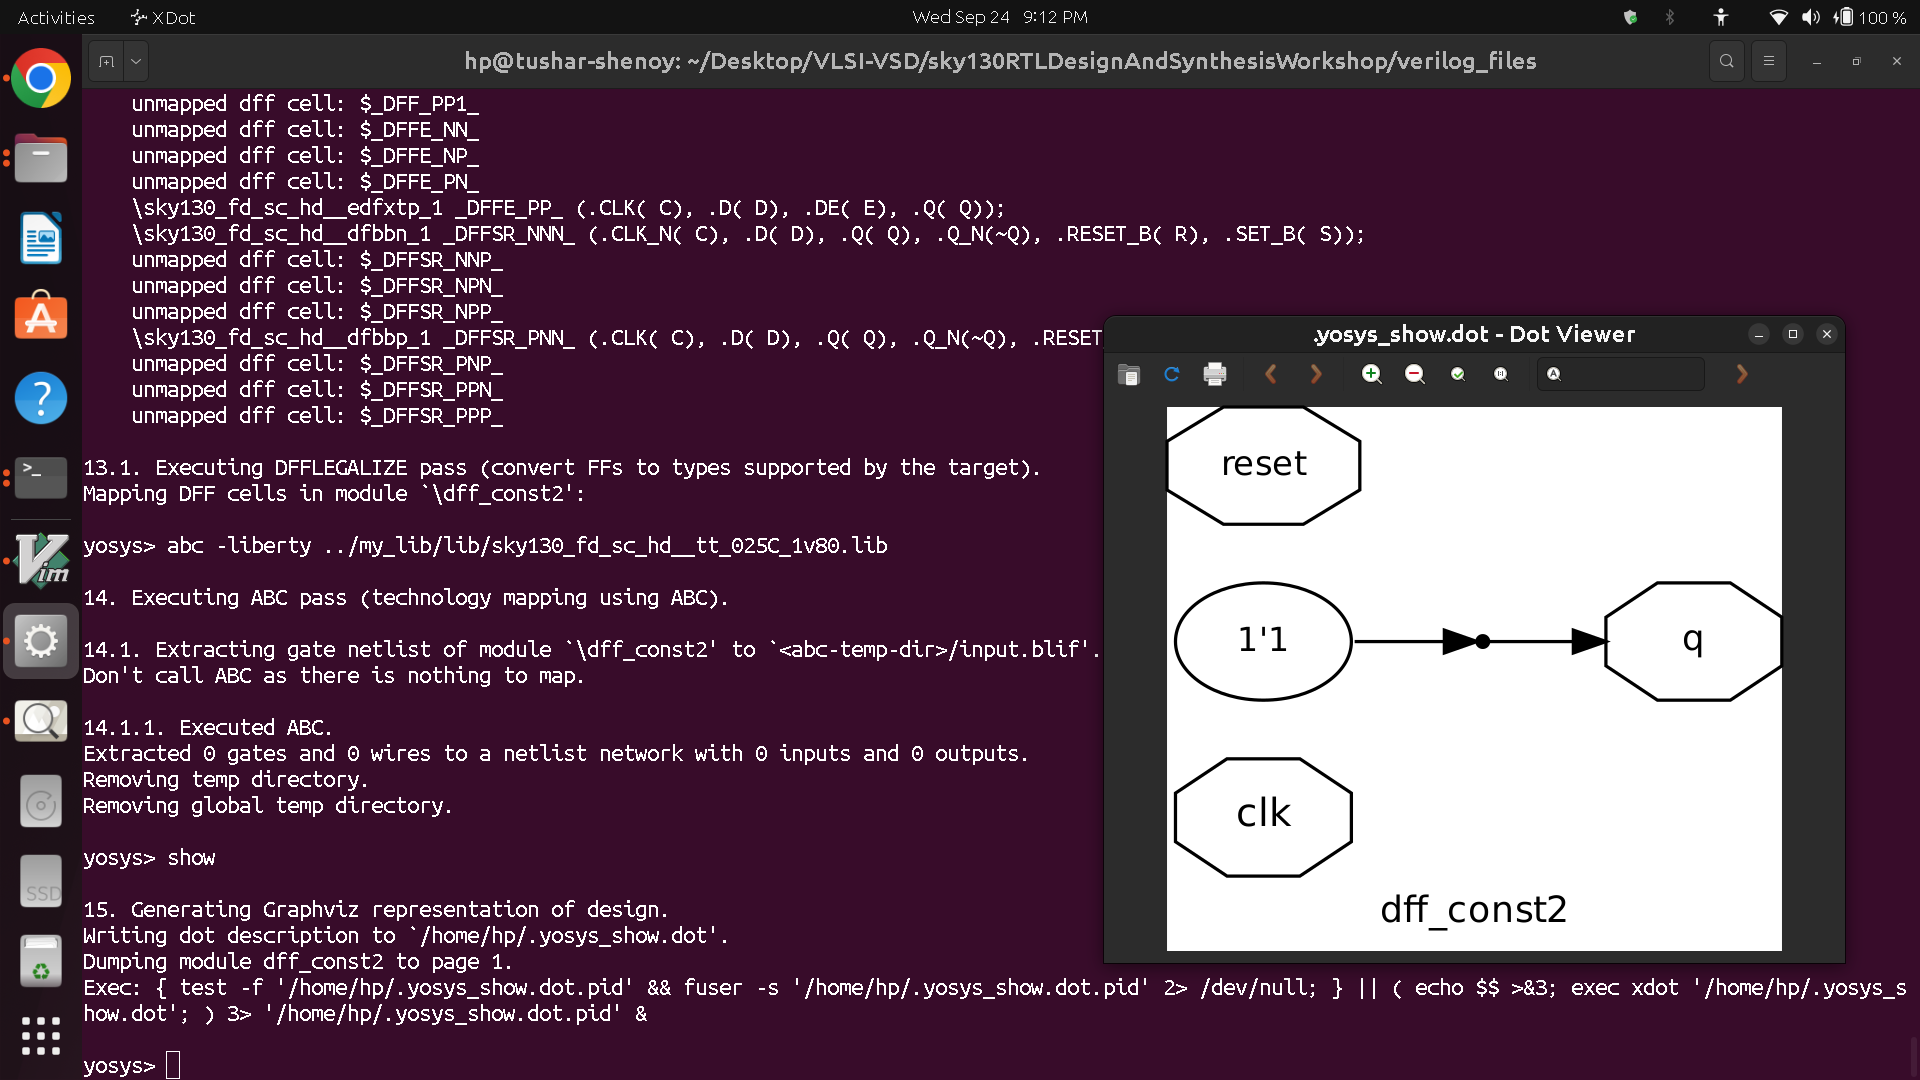 Activities
XDot
Wed Sep 24 9:12 PM
100 %
hp@tushar-shenoy: ~/Desktop/VLSI-VSD/sky130RTLDesignAndSynthesisWorkshop/verilog_files
unmapped dff cell: $_DFF_PP1_
unmapped dff cell: $_DFFE_NN_
unmapped dff cell: $_DFFE_NP_
unmapped dff cell: $_DFFE_PN_
\sky130_fd_sc_hd__edfxtp_1 _DFFE_PP_ (.CLK( C), .D( D), .DE( E), .Q( Q));
\sky130_fd_sc_hd__dfbbn_1 _DFFSR_NNN_ (.CLK_N( C), .D( D), .Q( Q), .Q_N(~Q), .RESET_B( R), .SET_B( S));
unmapped dff cell: $_DFFSR_NNP_
unmapped dff cell: $_DFFSR_NPN_
unmapped dff cell: $_DFFSR_NPP_
\sky130_fd_sc_hd__dfbbp_1 _DFFSR_PNN_ (.CLK( C), .D( D), .Q( Q), .Q_N(~Q), .RESET_
unmapped dff cell: $_DFFSR_PNP_
unmapped dff cell: $_DFFSR_PPN_
unmapped dff cell: $_DFFSR_PPP_
13.1. Executing DFFLEGALIZE pass (convert FFs to types supported by the target).
Mapping DFF cells in module `\dff_const2':
yosys> abc -liberty ../my_lib/lib/sky130_fd_sc_hd__tt_025C_1v80.lib
14. Executing ABC pass (technology mapping using ABC).
14.1. Extracting gate netlist of module `\dff_const2' to `<abc-temp-dir>/input.blif'.
Don't call ABC as there is nothing to map.
14.1.1. Executed ABC.
Extracted 0 gates and 0 wires to a netlist network with 0 inputs and 0 outputs.
Removing temp directory.
Removing global temp directory.
yosys> show
15. Generating Graphviz representation of design.
Writing dot description to `/home/hp/.yosys_show.dot'.
Dumping module dff_const2 to page 1.
Exec: { test -f '/home/hp/.yosys_show.dot.pid' && fuser -s '/home/hp/.yosys_show.dot.pid' 2> /dev/null; } || ( echo $$ >&3; exec xdot '/home/hp/.yosys_s
how.dot'; ) 3> '/home/hp/.yosys_show.dot.pid' &
yosys>
.yosys_show.dot - Dot Viewer
reset
1'1
q
clk
dff_const2
Vim
SSD